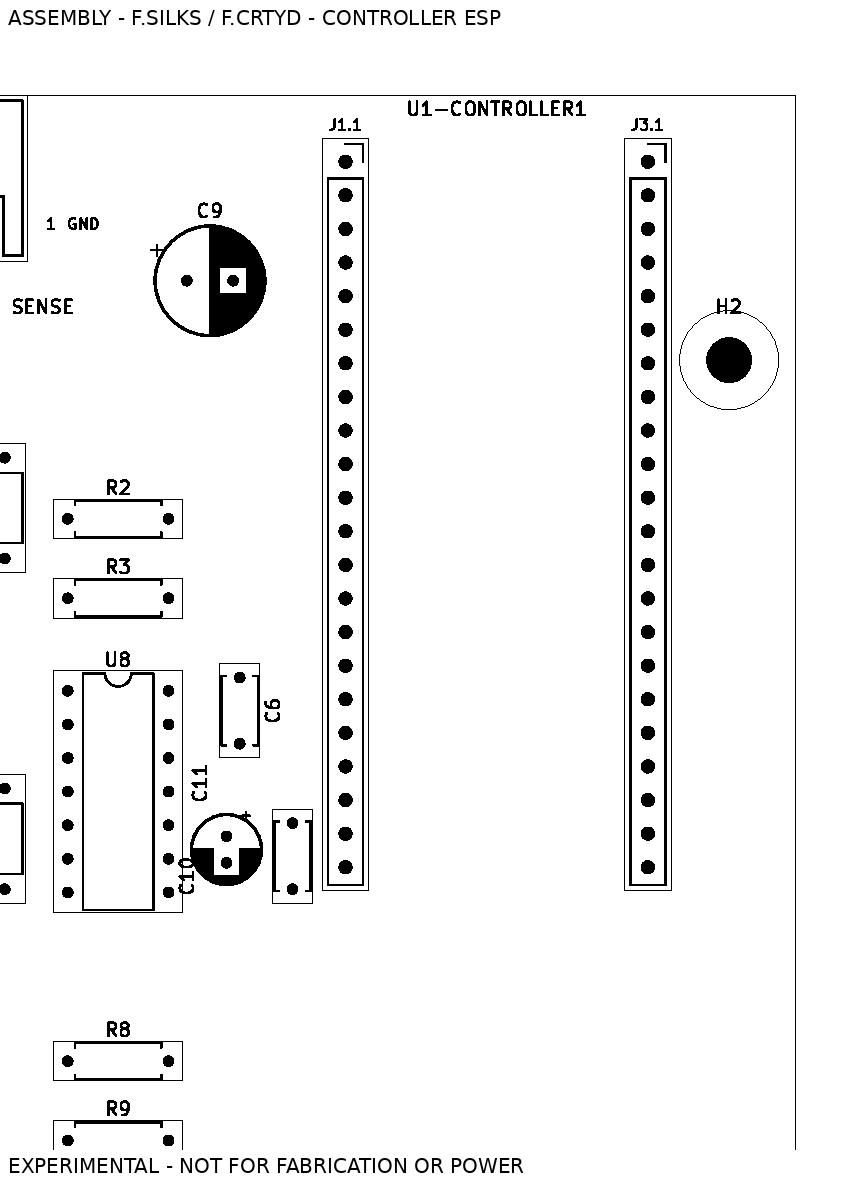 ASSEMBLY - F.SILKS / F.CRTYD - CONTROLLER ESP
U1-CONTROLLER1
J1.1
J3.1
C9
+
1 GND
SENSE
H2
R2
R3
U8
C6
C11
+
C10
R8
R9
EXPERIMENTAL - NOT FOR FABRICATION OR POWER